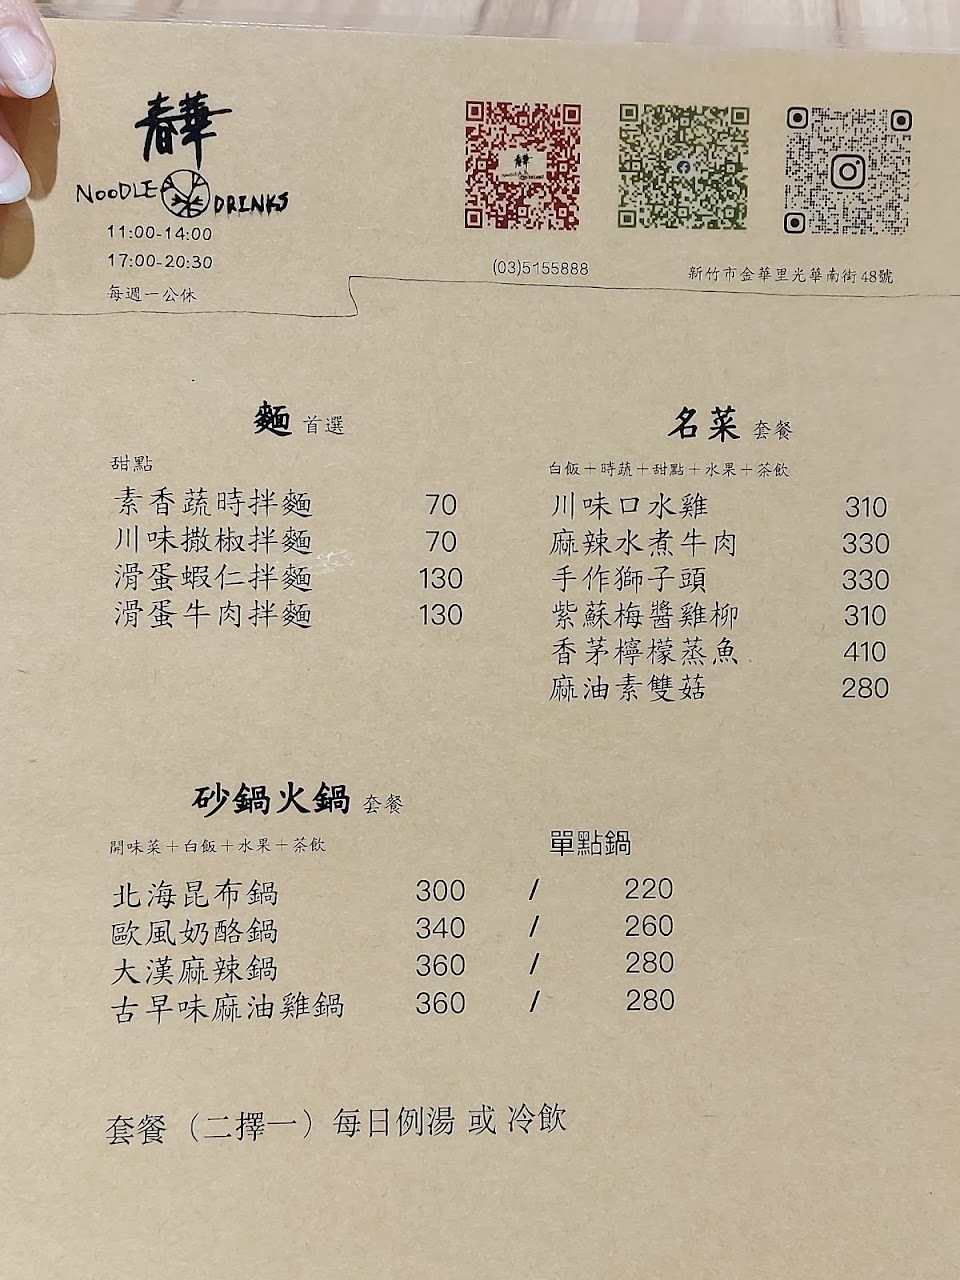 春華
NOODLE DRINKS
11:00-14:00
17:00-20:30
每週一公休
(03)5155888
新竹市金華里光華南街48號
麵 首選
甜點
素香蔬時拌麵 70
川味撒椒拌麵 70
滑蛋蝦仁拌麵 130
滑蛋牛肉拌麵 130
名菜 套餐
白飯+時蔬+甜點+水果+茶飲
川味口水雞 310
麻辣水煮牛肉 330
手作獅子頭 330
紫蘇梅醬雞柳 310
香茅檸檬蒸魚 410
麻油素雙菇 280
砂鍋火鍋 套餐
開味菜+白飯+水果+茶飲 單點鍋
北海昆布鍋 300 / 220
歐風奶酪鍋 340 / 260
大漢麻辣鍋 360 / 280
古早味麻油雞鍋 360 / 280
套餐（二擇一）每日例湯 或 冷飲